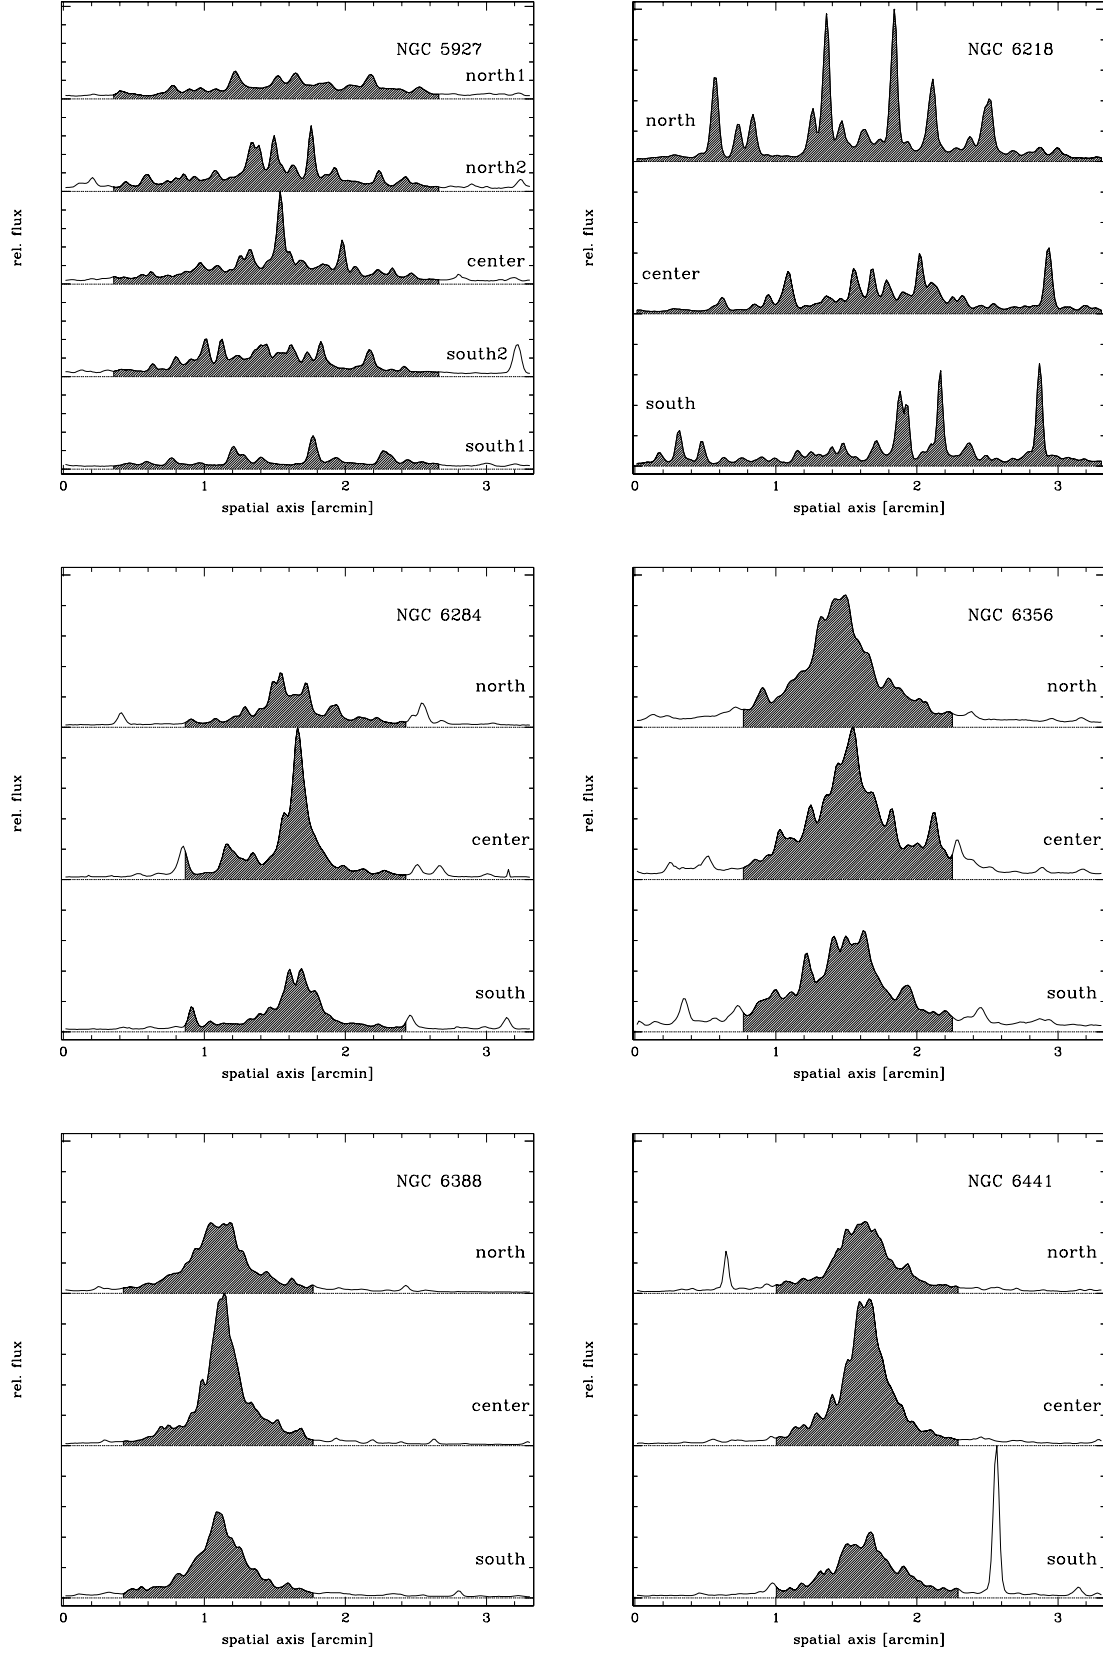 NGC 5927
north1
north2
center
south2
south1
rel. flux
0 1 2 3
spatial axis [arcmin]
NGC 6218
north
center
south
rel. flux
0 1 2 3
spatial axis [arcmin]
NGC 6284
north
center
south
rel. flux
0 1 2 3
spatial axis [arcmin]
NGC 6356
north
center
south
rel. flux
0 1 2 3
spatial axis [arcmin]
NGC 6388
north
center
south
rel. flux
0 1 2 3
spatial axis [arcmin]
NGC 6441
north
center
south
rel. flux
0 1 2 3
spatial axis [arcmin]